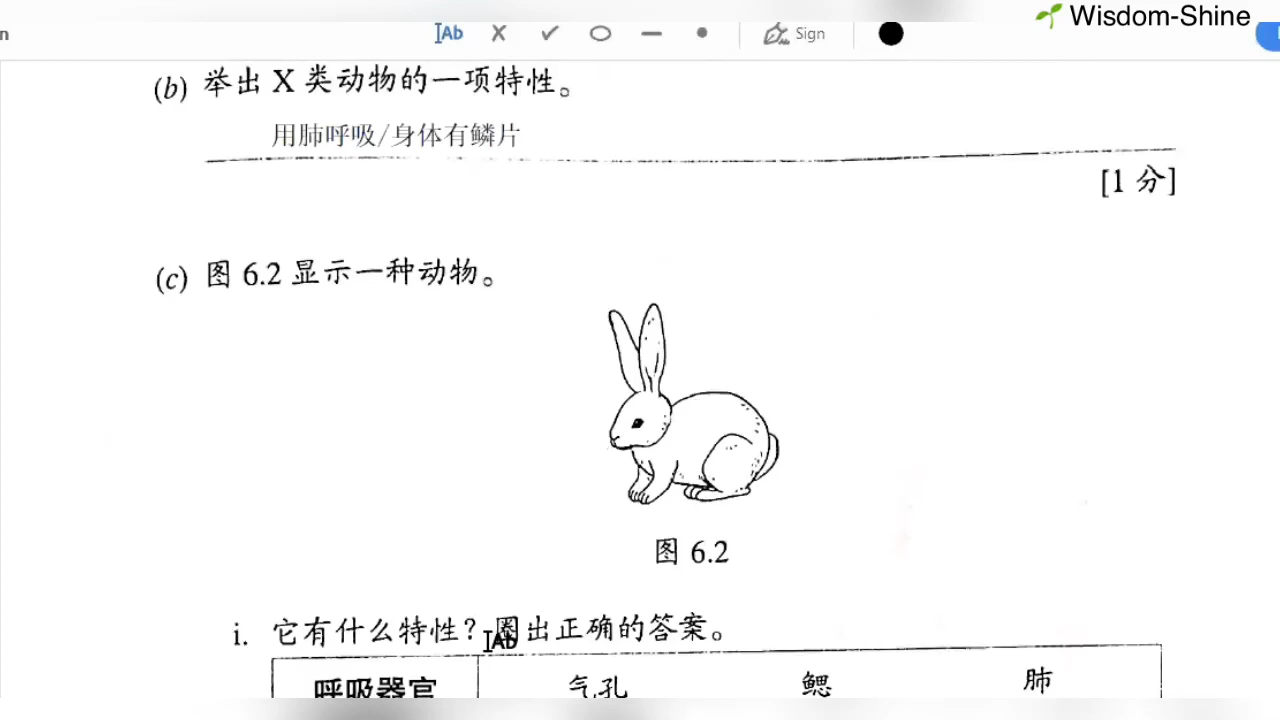 Wisdom-Shine
n
Ab
Sign
(b) 举出 X 类动物的一项特性。
用肺呼吸/身体有鳞片
[1 分]
(c) 图 6.2 显示一种动物。
图 6.2
i. 它有什么特性？圈出正确的答案。
Ab
呼吸器官 气孔 鳃 肺